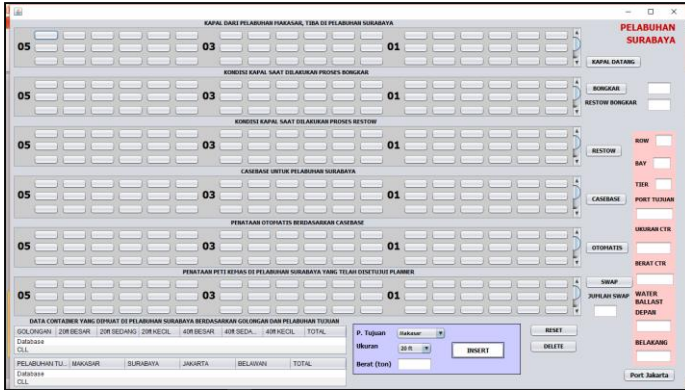 KAPAL DARI PELABUHAN MAKASAR, TIBA DI PELABUHAN SURABAYA
PELABUHAN
SURABAYA
05 03 01
KAPAL DATANG
KONDISI KAPAL SAAT DILAKUKAN PROSES BONGKAR
05 03 01
BONGKAR
RESTOW BONGKAR
KONDISI KAPAL SAAT DILAKUKAN PROSES RESTOW
05 03 01
RESTOW
ROW
BAY
TIER
CASEBASE UNTUK PELABUHAN SURABAYA
05 03 01
CASEBASE
PORT TUJUAN
UKURAN CTR
PENATAAN OTOMATIS BERDASARKAN CASEBASE
05 03 01
OTOMATIS
BERAT CTR
PENATAAN PETI KEMAS DI PELABUHAN SURABAYA YANG TELAH DISETUJUI PLANNER
05 03 01
SWAP
JUMLAH SWAP
WATER
BALLAST
DEPAN
BELAKANG
DATA CONTAINER YANG DIMUAT DI PELABUHAN SURABAYA BERDASARKAN GOLONGAN DAN PELABUHAN TUJUAN
GOLONGAN 20ft BESAR 20ft SEDANG 20ft KECIL 40ft BESAR 40ft SEDA... 40ft KECIL TOTAL
Database
CLL
PELABUHAN TU... MAKASAR SURABAYA JAKARTA BELAWAN TOTAL
Database
CLL
P. Tujuan Makasar
Ukuran 20 ft
Berat (ton)
INSERT
RESET
DELETE
Port Jakarta